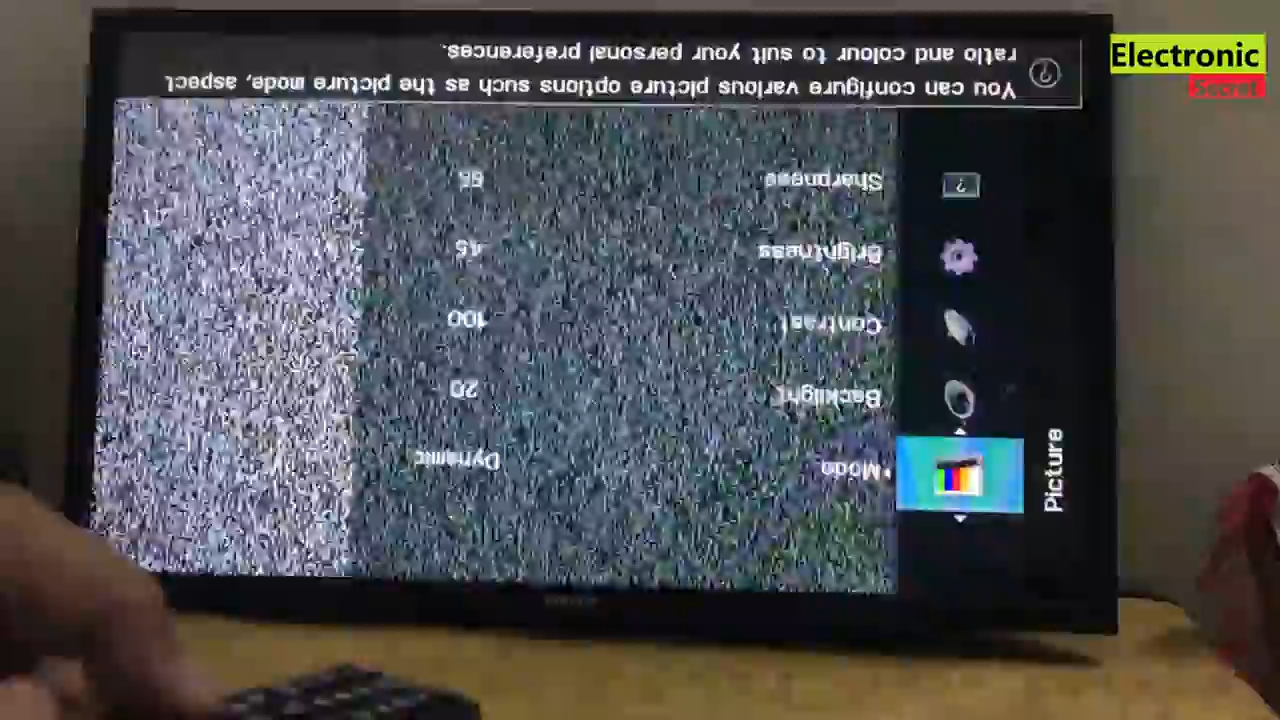 Electronic
Secret
You can configure various picture options such as the picture mode, aspect
ratio and colour to suit your personal preferences.
Picture
Mode Dynamic
Backlight 20
Contrast 100
Brightness 45
Sharpness